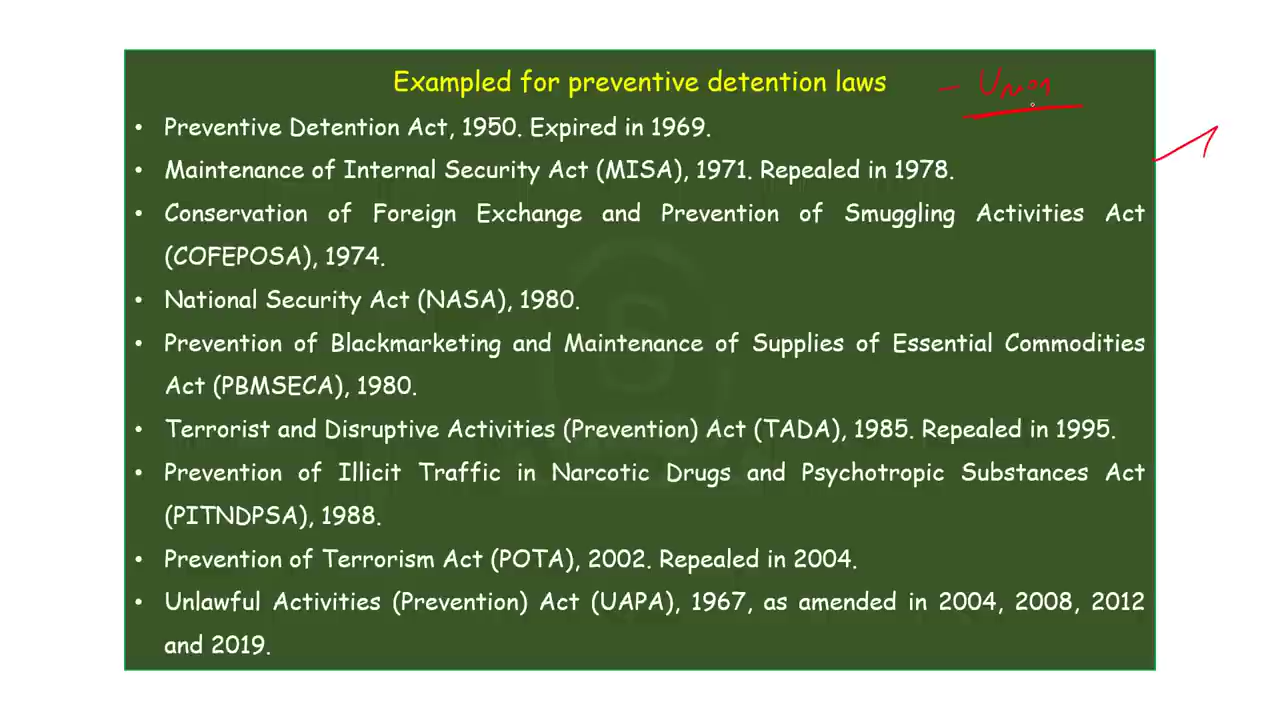 Exampled for preventive detention laws - Union
• Preventive Detention Act, 1950. Expired in 1969.
• Maintenance of Internal Security Act (MISA), 1971. Repealed in 1978.
• Conservation of Foreign Exchange and Prevention of Smuggling Activities Act
(COFEPOSA), 1974.
• National Security Act (NASA), 1980.
• Prevention of Blackmarketing and Maintenance of Supplies of Essential Commodities
Act (PBMSECA), 1980.
• Terrorist and Disruptive Activities (Prevention) Act (TADA), 1985. Repealed in 1995.
• Prevention of Illicit Traffic in Narcotic Drugs and Psychotropic Substances Act
(PITNDPSA), 1988.
• Prevention of Terrorism Act (POTA), 2002. Repealed in 2004.
• Unlawful Activities (Prevention) Act (UAPA), 1967, as amended in 2004, 2008, 2012
and 2019.